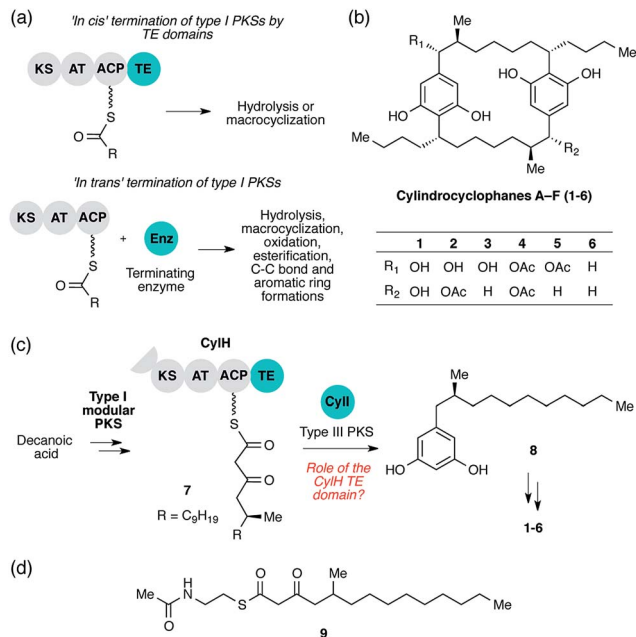 (a)
'In cis' termination of type I PKSs by
TE domains
KS AT ACP TE
S
O
R
Hydrolysis or
macrocyclization
'In trans' termination of type I PKSs
KS AT ACP
+
Enz
Terminating
enzyme
S
O
R
Hydrolysis,
macrocyclization,
oxidation,
esterification,
C-C bond and
aromatic ring
formations
(b)
Me
R1
HO OH
HO OH
Me
Me
Me
R2
Cylindrocyclophanes A–F (1-6)
1 2 3 4 5 6
R1 OH OH OH OAc OAc H
R2 OH OAc H OAc H H
(c)
CylH
KS AT ACP TE
Type I
modular
PKS
Decanoic
acid
S
O
O
Me
R
7
R = C9H19
CylI
Type III PKS
Role of the
CylH TE
domain?
Me
Me
HO OH
8
1-6
(d)
Me
H
N
O
S
O O
Me
Me
9